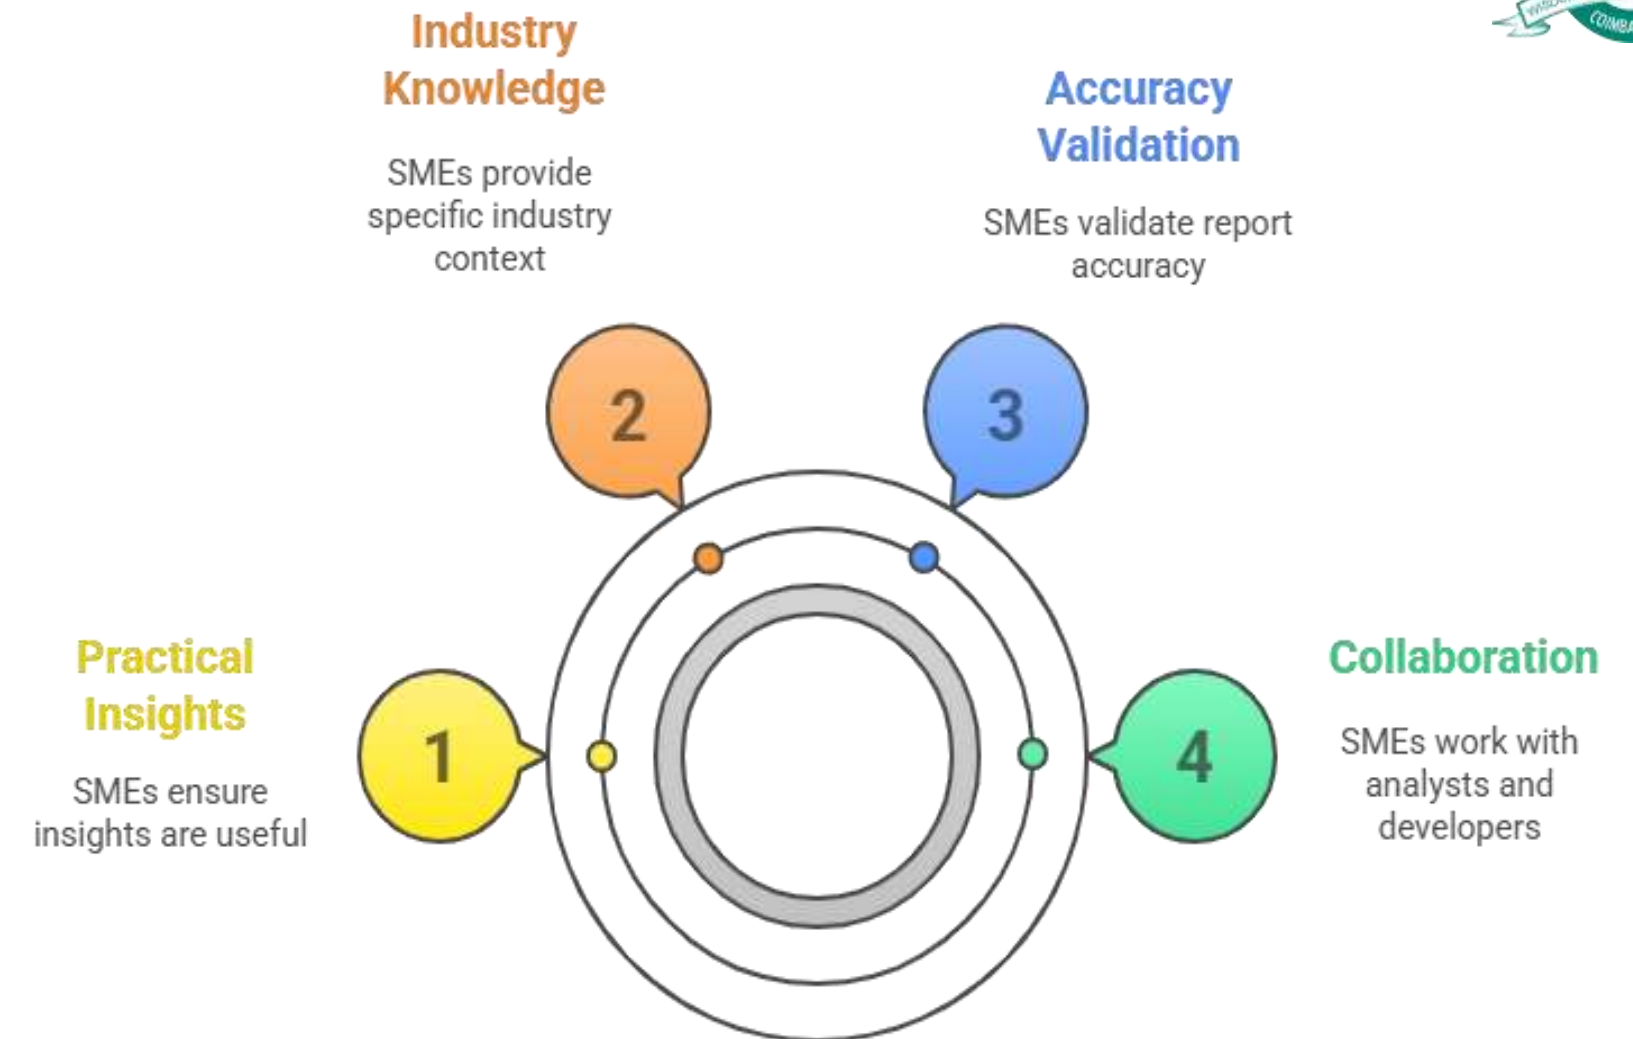 Industry
Knowledge
SMEs provide
specific industry
context
Accuracy
Validation
SMEs validate report
accuracy
2
3
Practical
Insights
SMEs ensure
insights are useful
1
4
Collaboration
SMEs work with
analysts and
developers